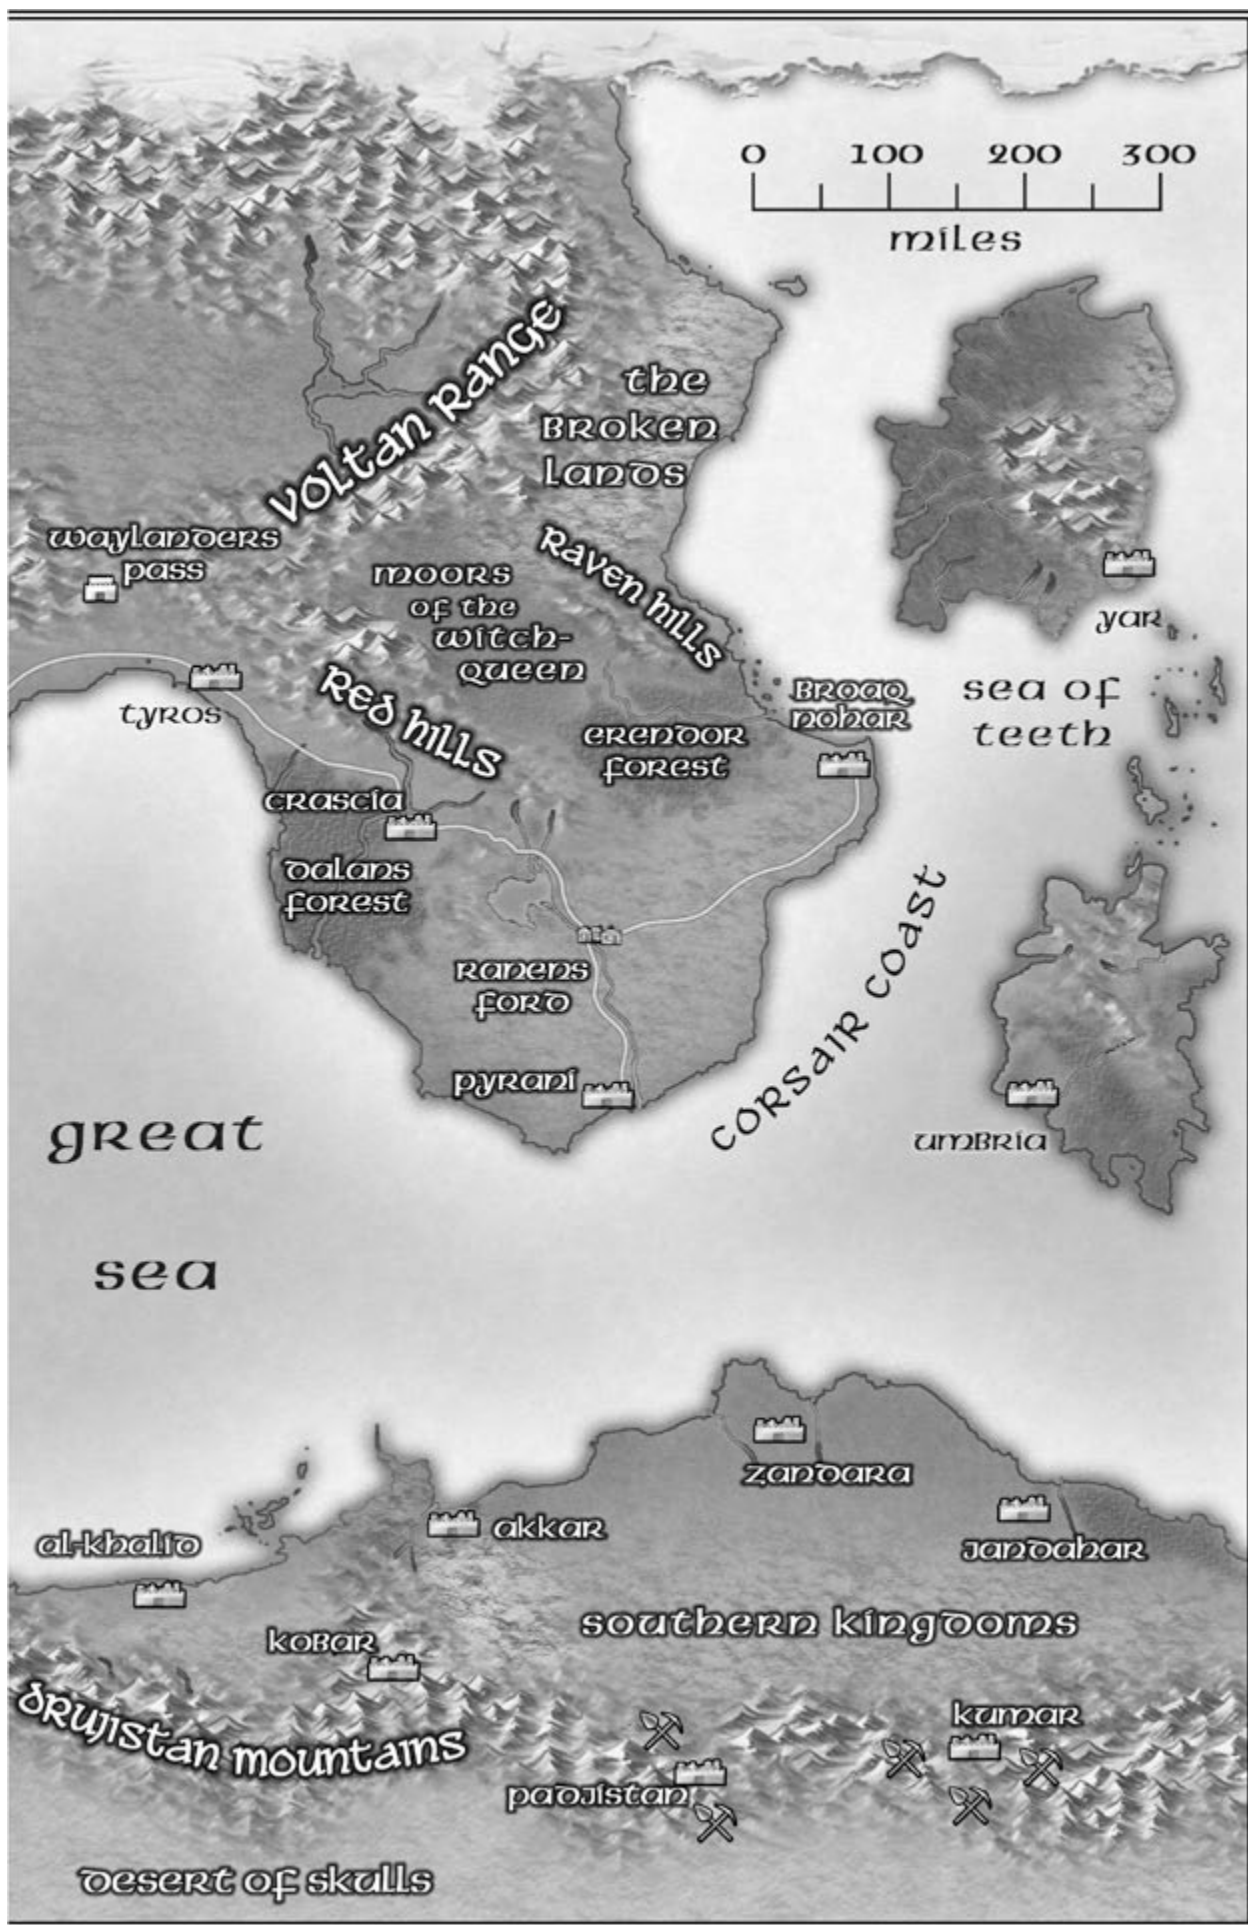 0 100 200 300
miles
Voltan Range
the
Broken
Lands
Waylanders
Pass
Raven Hills
Moors
of the
Witch-
Queen
Yar
Red Hills
Tyros
Sea of
Teeth
Broaq
Nohar
Erendor
Forest
Crascia
Dalans
Forest
Ranens
Ford
Corsair Coast
Pyrani
Great
Sea
Umbria
Zandara
Akkar
Al-Khalid
Jandahar
Southern Kingdoms
Kobar
Drujistan Mountains
Kumar
Padjistan
Desert of Skulls